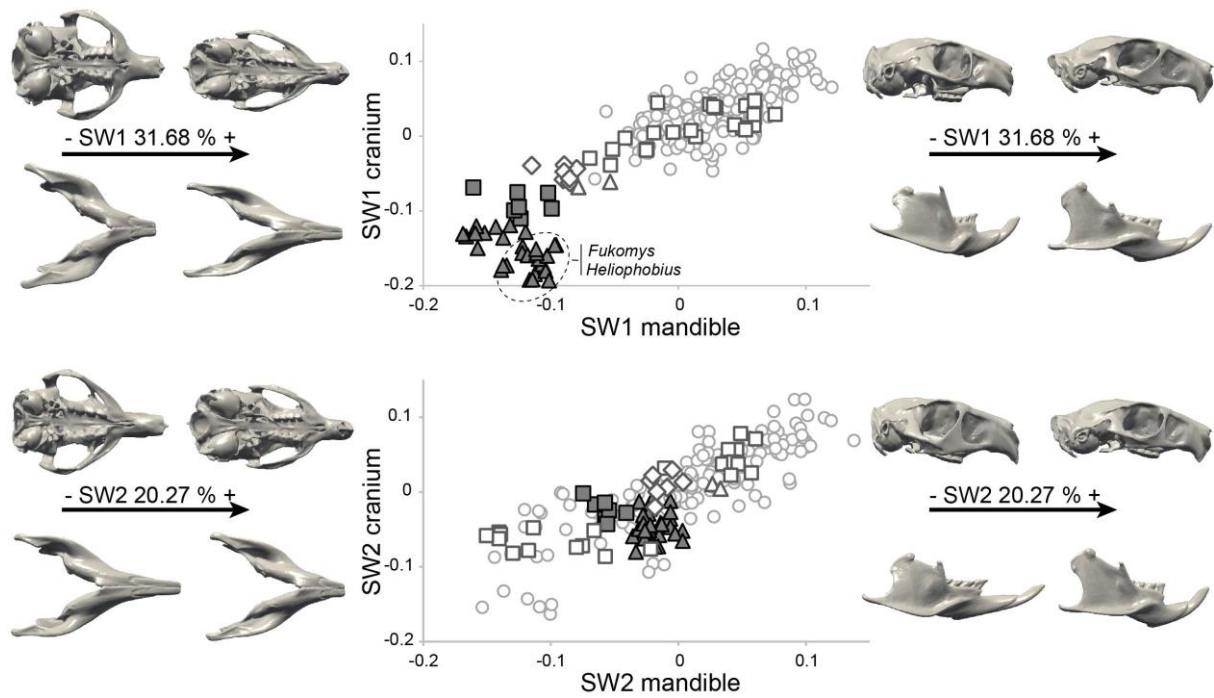 - SW1 31.68 % +
SW1 cranium
0.1
0
-0.1
-0.2
-0.2
-0.1
0
0.1
SW1 mandible
Fukomys
Heliophobius
- SW1 31.68 % +
- SW2 20.27 % +
SW2 cranium
0.1
0
-0.1
-0.2
-0.2
-0.1
0
0.1
SW2 mandible
- SW2 20.27 % +